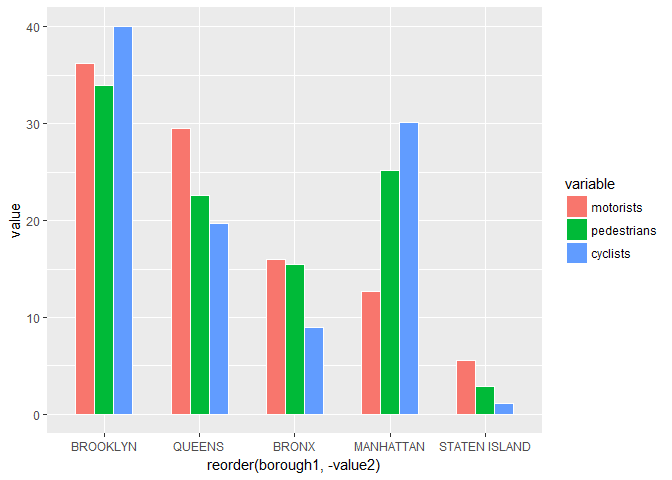 40
30
20
10
0
value
BROOKLYN QUEENS BRONX MANHATTAN STATEN ISLAND
reorder(borough1, -value2)
variable
motorists
pedestrians
cyclists